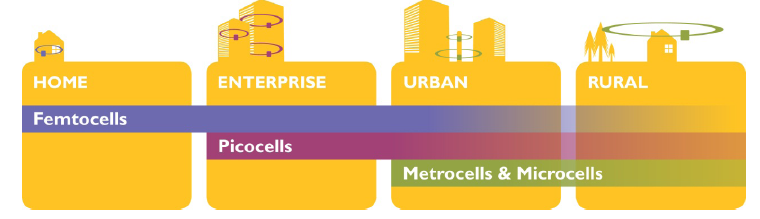 HOME
ENTERPRISE
URBAN
RURAL
Femtocells
Picocells
Metrocells & Microcells